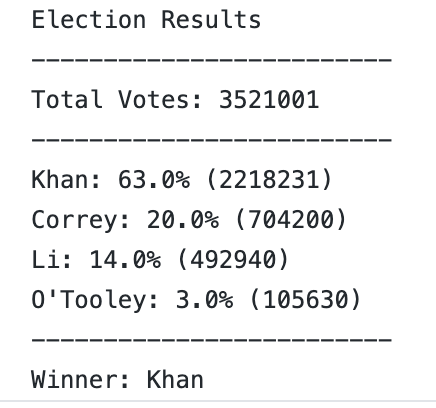 Election Results
-------------------------
Total Votes: 3521001
-------------------------
Khan: 63.0% (2218231)
Correy: 20.0% (704200)
Li: 14.0% (492940)
O'Tooley: 3.0% (105630)
-------------------------
Winner: Khan